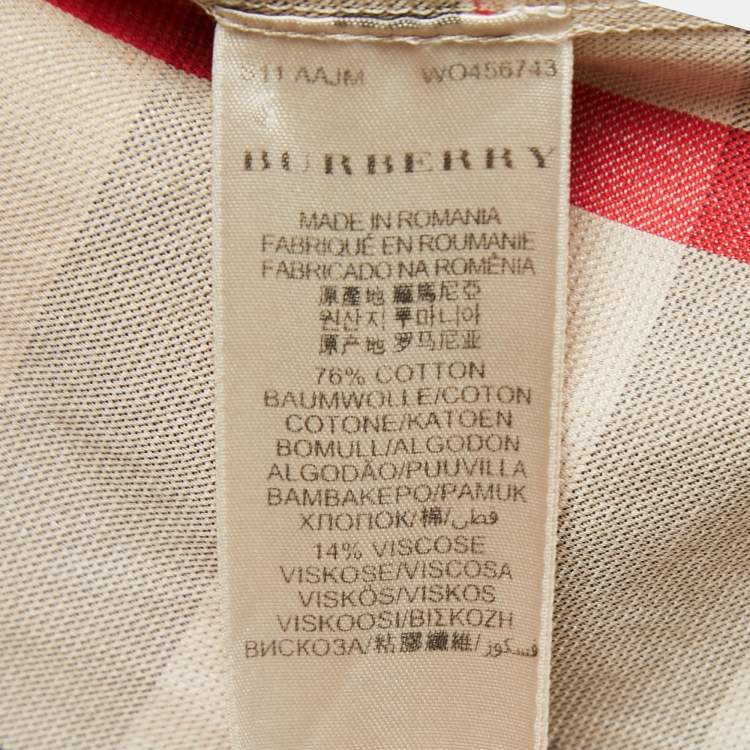 S11 AAJM WO456743
BURBERRY
MADE IN ROMANIA
FABRIQUÉ EN ROUMANIE
FABRICADO NA ROMÊNIA
原產地 羅馬尼亞
원산지 루마니아
原产地 罗马尼亚
76% COTTON
BAUMWOLLE/COTON
COTONE/KATOEN
BOMULL/ALGODON
ALGODÃO/PUUVILLA
BAMBAKEPO/PAMUK
ХЛОПОК/棉/قطن
14% VISCOSE
VISKOSE/VISCOSA
VISKÖS/VISKOS
VISKOOSI/ΒΙΣΚΟΖΗ
ВИСКОЗА/粘膠纖維/فسكوز